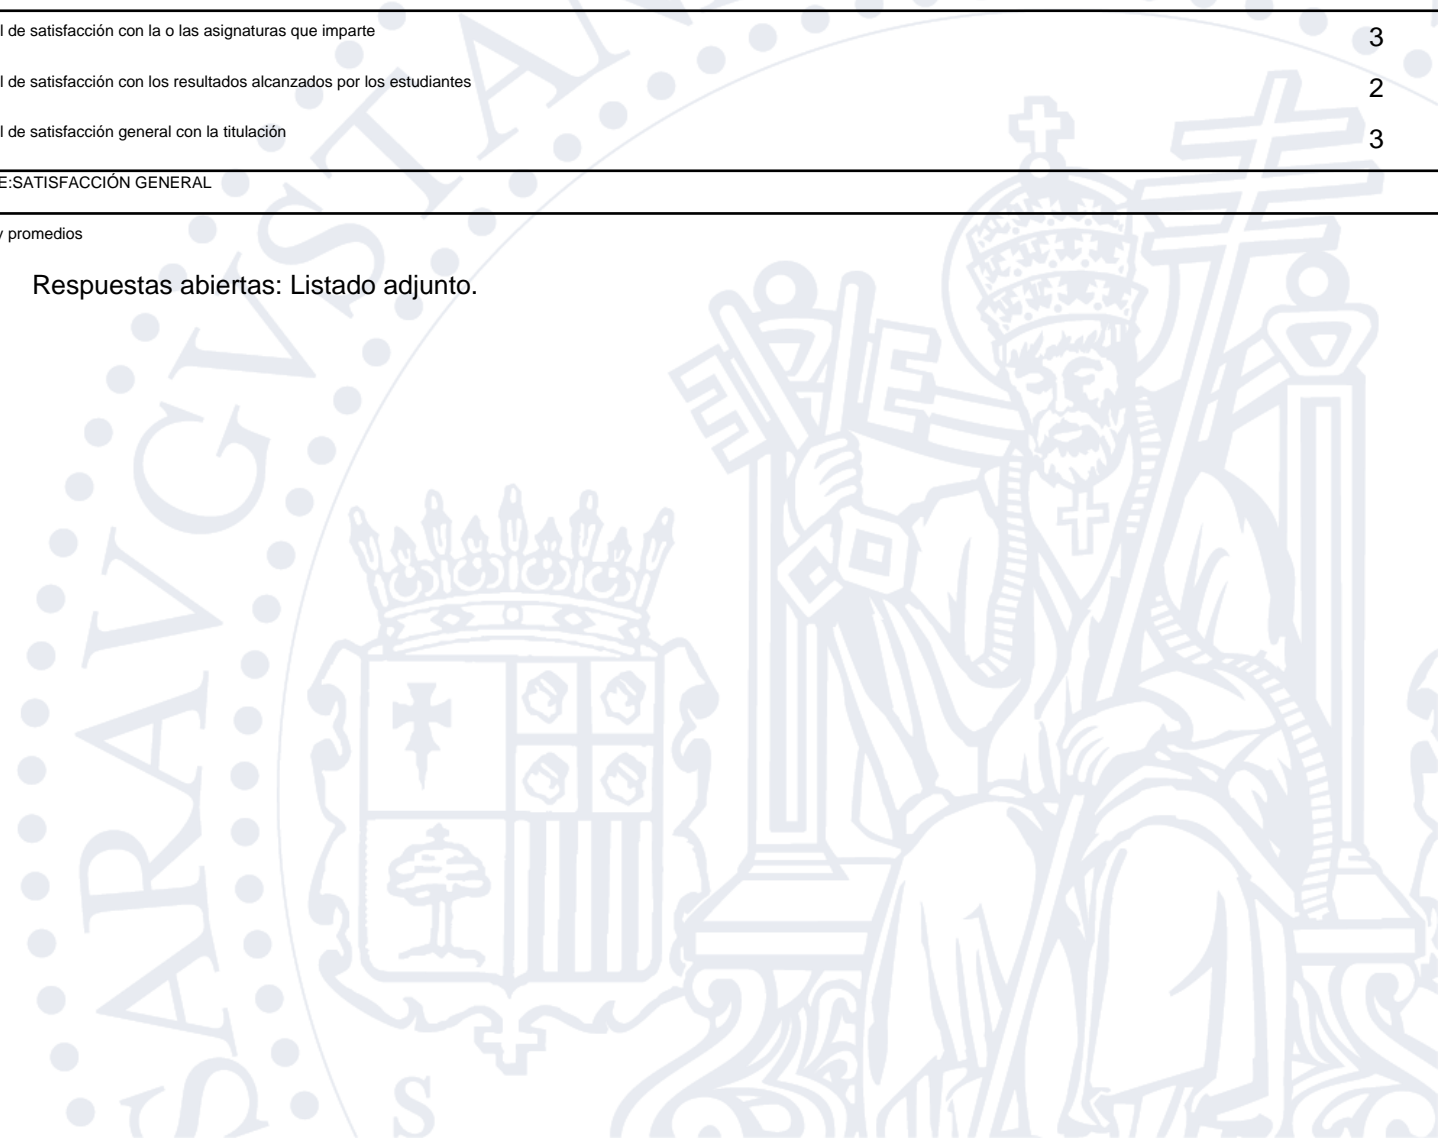 l de satisfacción con la o las asignaturas que imparte 3
l de satisfacción con los resultados alcanzados por los estudiantes 2
l de satisfacción general con la titulación 3
E:SATISFACCIÓN GENERAL
y promedios
Respuestas abiertas: Listado adjunto.
SARAVGVSTAN
S